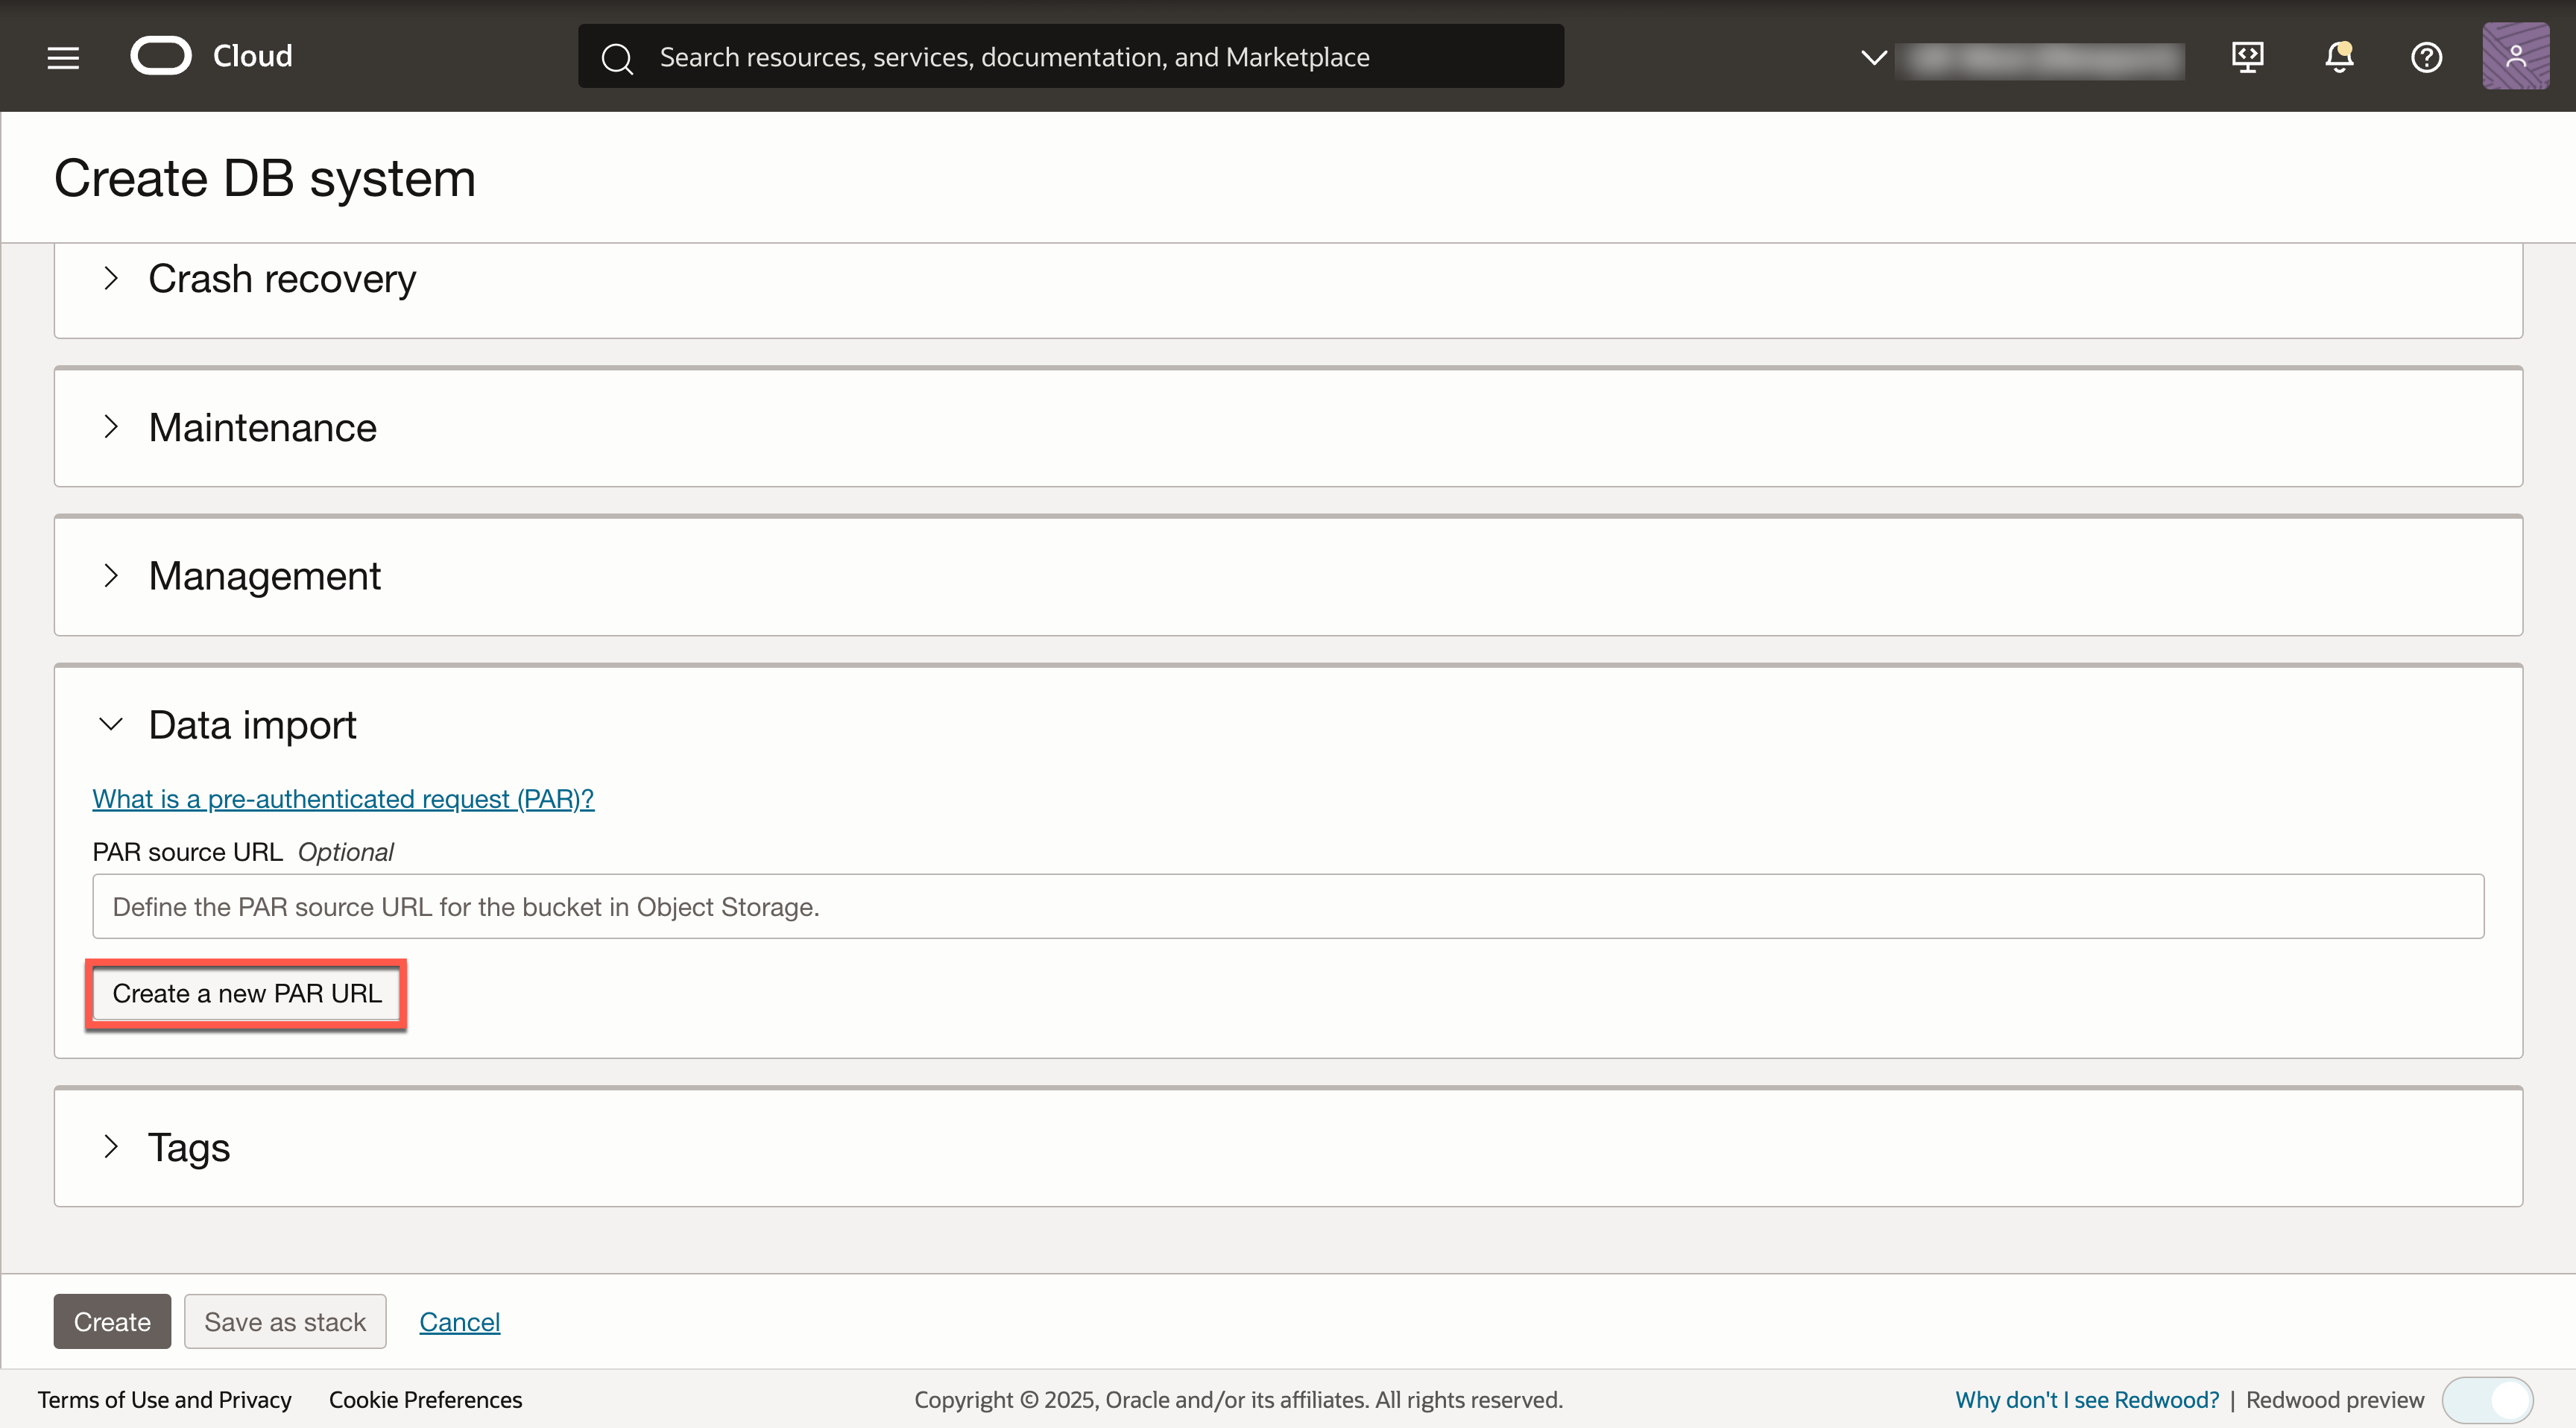 Cloud
Search resources, services, documentation, and Marketplace
Create DB system
Crash recovery
Maintenance
Management
Data import
What is a pre-authenticated request (PAR)?
PAR source URL Optional
Define the PAR source URL for the bucket in Object Storage.
Create a new PAR URL
Tags
Create Save as stack Cancel
Terms of Use and Privacy Cookie Preferences Copyright © 2025, Oracle and/or its affiliates. All rights reserved. Why don't I see Redwood? | Redwood preview